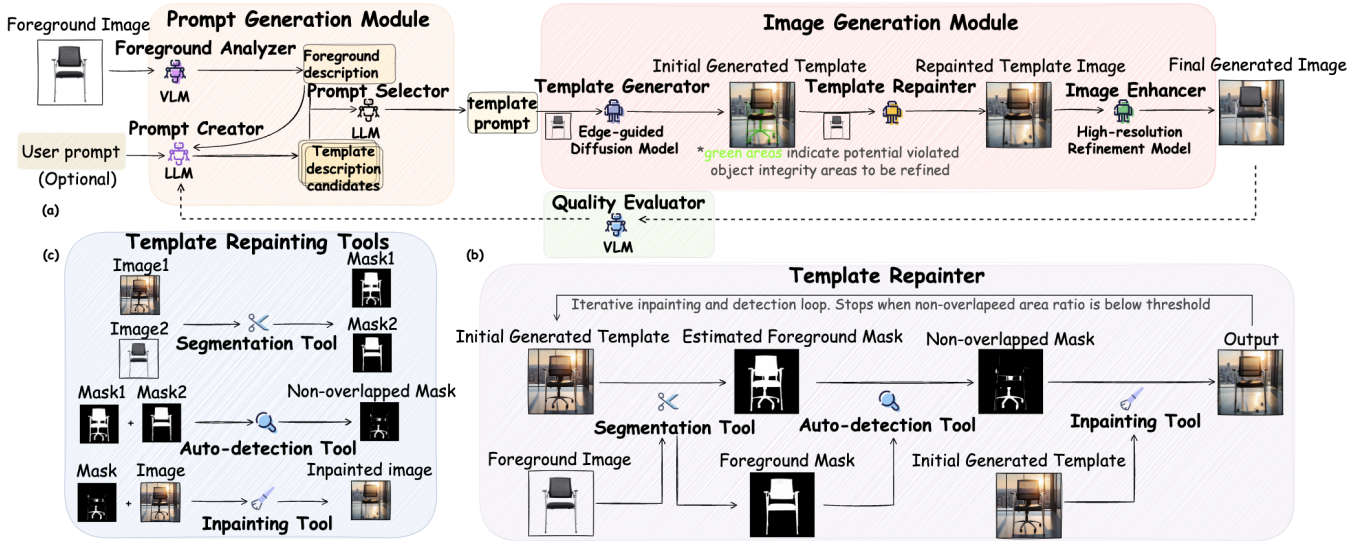 Prompt Generation Module
Foreground Image
Foreground Analyzer
VLM
Foreground description
Prompt Selector
LLM
Prompt Creator
LLM
User prompt
(Optional)
Template description candidates
template prompt
(a)
Image Generation Module
Template Generator
Edge-guided Diffusion Model
Initial Generated Template
*green areas indicate potential violated
object integrity areas to be refined
Template Repainter
Repainted Template Image
Image Enhancer
High-resolution Refinement Model
Final Generated Image
Quality Evaluator
VLM
(c)
Template Repainting Tools
Image1
Image2
Segmentation Tool
Mask1
Mask2
Mask1
+
Mask2
Auto-detection Tool
Non-overlapped Mask
Mask
+
Image
Inpainting Tool
Inpainted image
(b)
Template Repainter
Iterative inpainting and detection loop. Stops when non-overlapeed area ratio is below threshold
Initial Generated Template
Estimated Foreground Mask
Non-overlapped Mask
Output
Segmentation Tool
Auto-detection Tool
Inpainting Tool
Foreground Image
Foreground Mask
Initial Generated Template